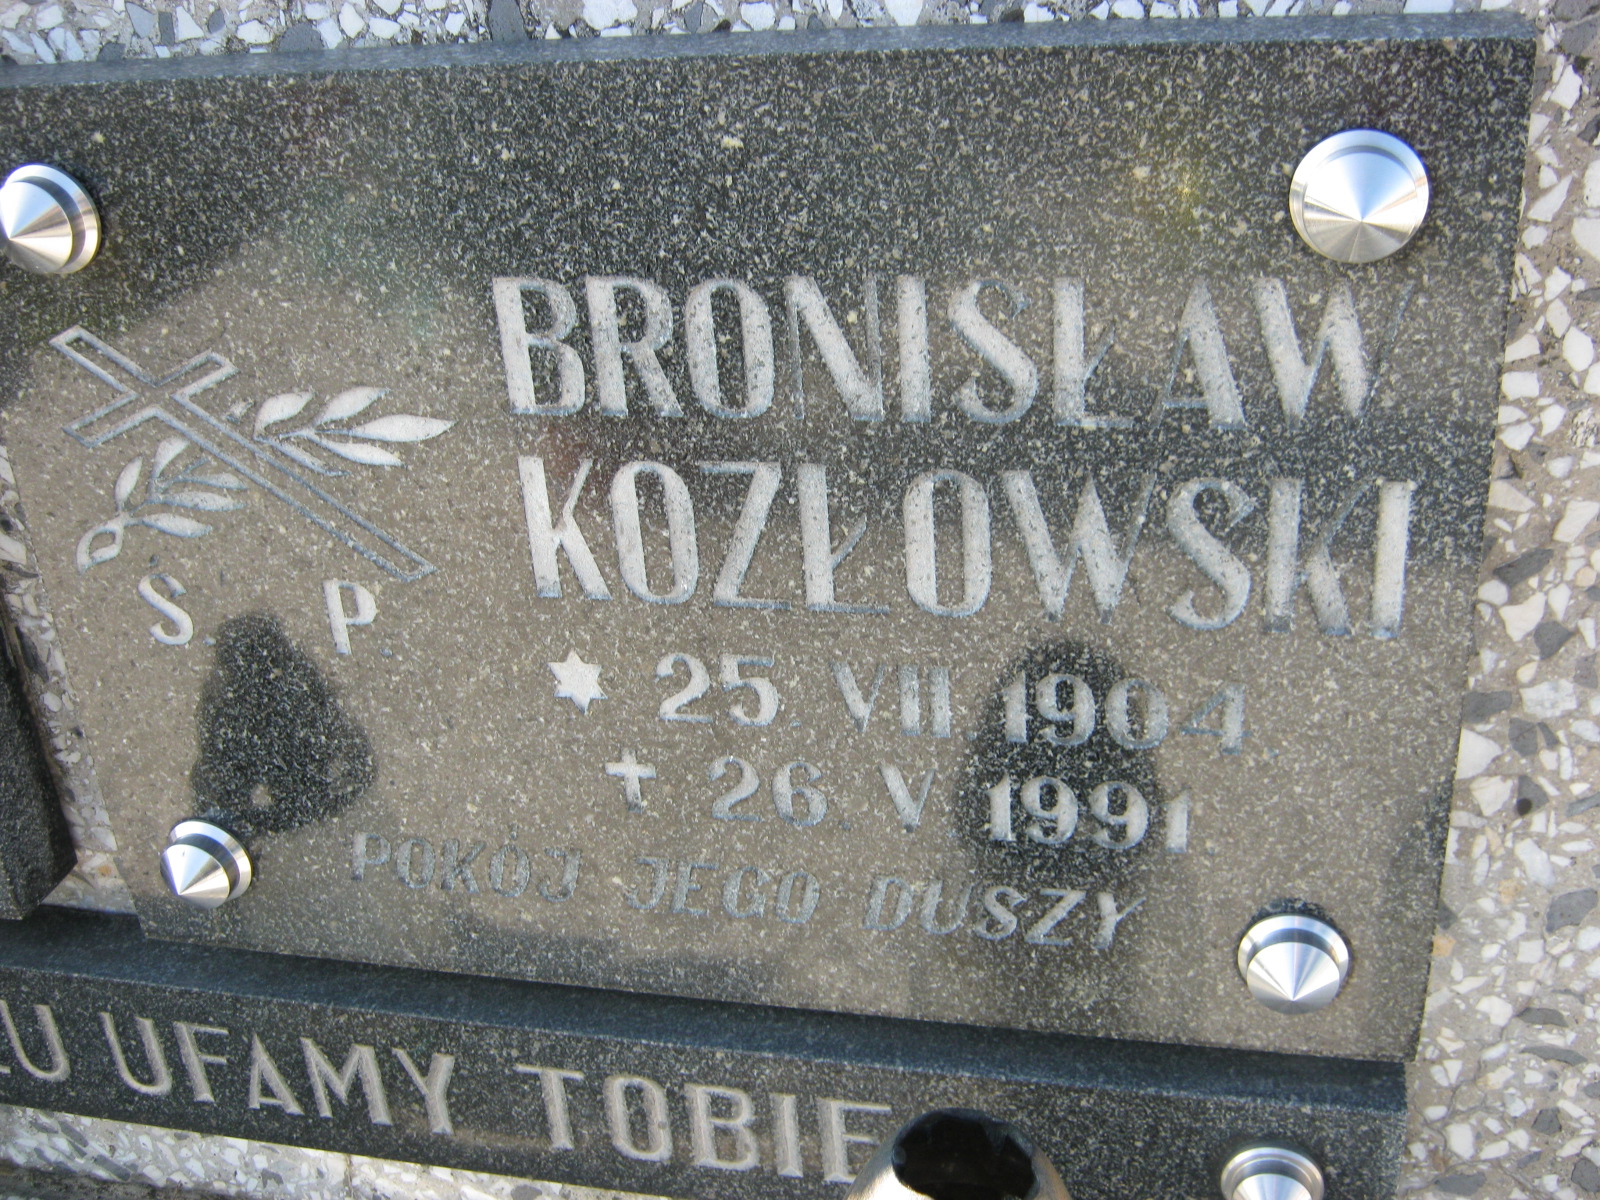 BRONISŁAW
KOZŁOWSKI
S. P.
25. VII. 1904
26. V. 1991
POKÓJ JEGO DUSZY
UFAMY TOBIE